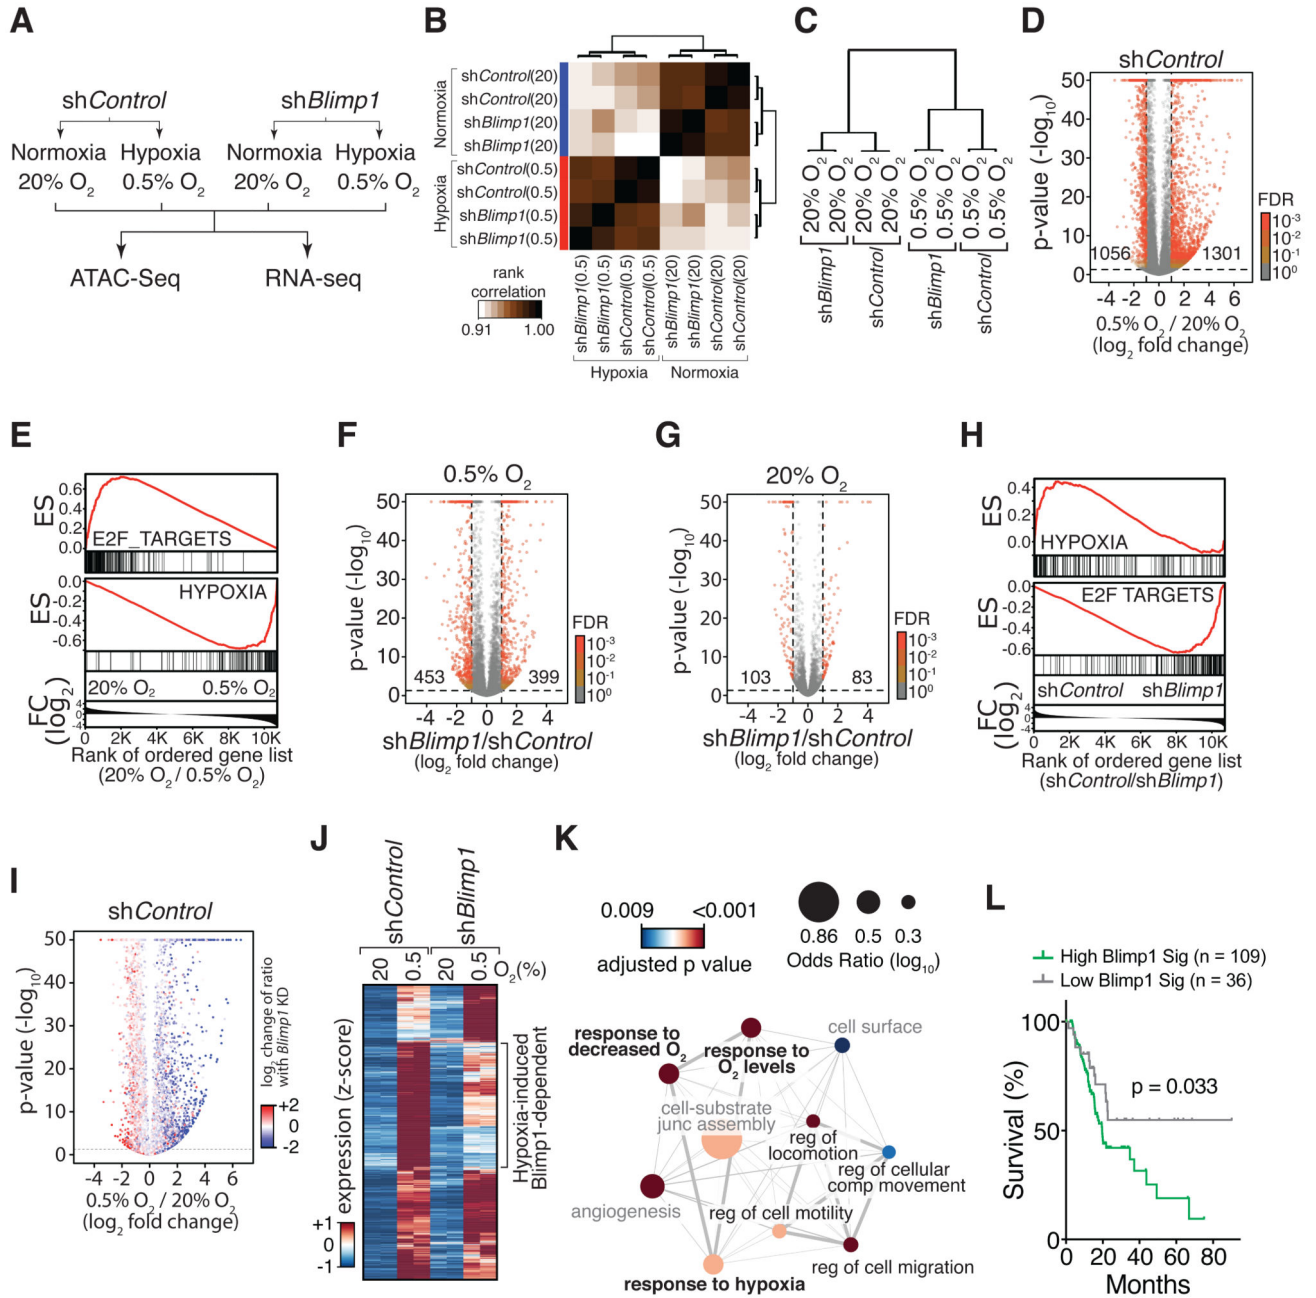 A
shControl
shBlimp1
Normoxia Hypoxia Normoxia Hypoxia
20% O2 0.5% O2 20% O2 0.5% O2
ATAC-Seq RNA-seq
B
Normoxia
shControl(20)
shControl(20)
shBlimp1(20)
shBlimp1(20)
Hypoxia
shControl(0.5)
shControl(0.5)
shBlimp1(0.5)
shBlimp1(0.5)
rank
correlation
0.91 1.00
shBlimp1(0.5)
shBlimp1(0.5)
shControl(0.5)
shControl(0.5)
shBlimp1(20)
shBlimp1(20)
shControl(20)
shControl(20)
Hypoxia Normoxia
C
20% O2
20% O2
20% O2
20% O2
0.5% O2
0.5% O2
0.5% O2
0.5% O2
shBlimp1
shControl
shBlimp1
shControl
D
shControl
p-value (-log10)
50
40
30
20
10
0
1056 1301
-4 -2 0 2 4 6
0.5% O2 / 20% O2
(log2 fold change)
FDR
10-3
10-2
10-1
100
E
ES
0.6
0.4
0.2
0.0
E2F_TARGETS
ES
0.0
-0.2
-0.4
-0.6
HYPOXIA
20% O2 0.5% O2
FC
(log2)
4
0
-4
0 2K 4K 6K 8K 10K
Rank of ordered gene list
(20% O2 / 0.5% O2)
F
0.5% O2
p-value (-log10)
50
40
30
20
10
0
453 399
-4 -2 0 2 4
shBlimp1/shControl
(log2 fold change)
FDR
10-3
10-2
10-1
100
G
20% O2
p-value (-log10)
50
40
30
20
10
0
103 83
-4 -2 0 2 4
shBlimp1/shControl
(log2 fold change)
FDR
10-3
10-2
10-1
100
H
ES
0.4
0.2
0.0
HYPOXIA
ES
0.0
-0.2
-0.4
-0.6
E2F TARGETS
shControl shBlimp1
FC
(log2)
4
0
-4
0 2K 4K 6K 8K 10K
Rank of ordered gene list
(shControl/shBlimp1)
I
shControl
p-value (-log10)
50
40
30
20
10
0
-4 -2 0 2 4 6
0.5% O2 / 20% O2
(log2 fold change)
log2 change of ratio
with Blimp1 KD
+2
0
-2
J
shControl
shBlimp1
20 0.5 20 0.5 O2(%)
expression (z-score)
+1
0
-1
Hypoxia-induced
Blimp1-dependent
K
0.009 <0.001
adjusted p value
0.86 0.5 0.3
Odds Ratio (log10)
response to
decreased O2
response to
O2 levels
cell surface
cell-substrate
junc assembly
reg of
locomotion
reg of cellular
comp movement
angiogenesis
reg of cell motility
reg of cell migration
response to hypoxia
L
High Blimp1 Sig (n = 109)
Low Blimp1 Sig (n = 36)
Survival (%)
100
50
0
p = 0.033
0 20 40 60 80
Months